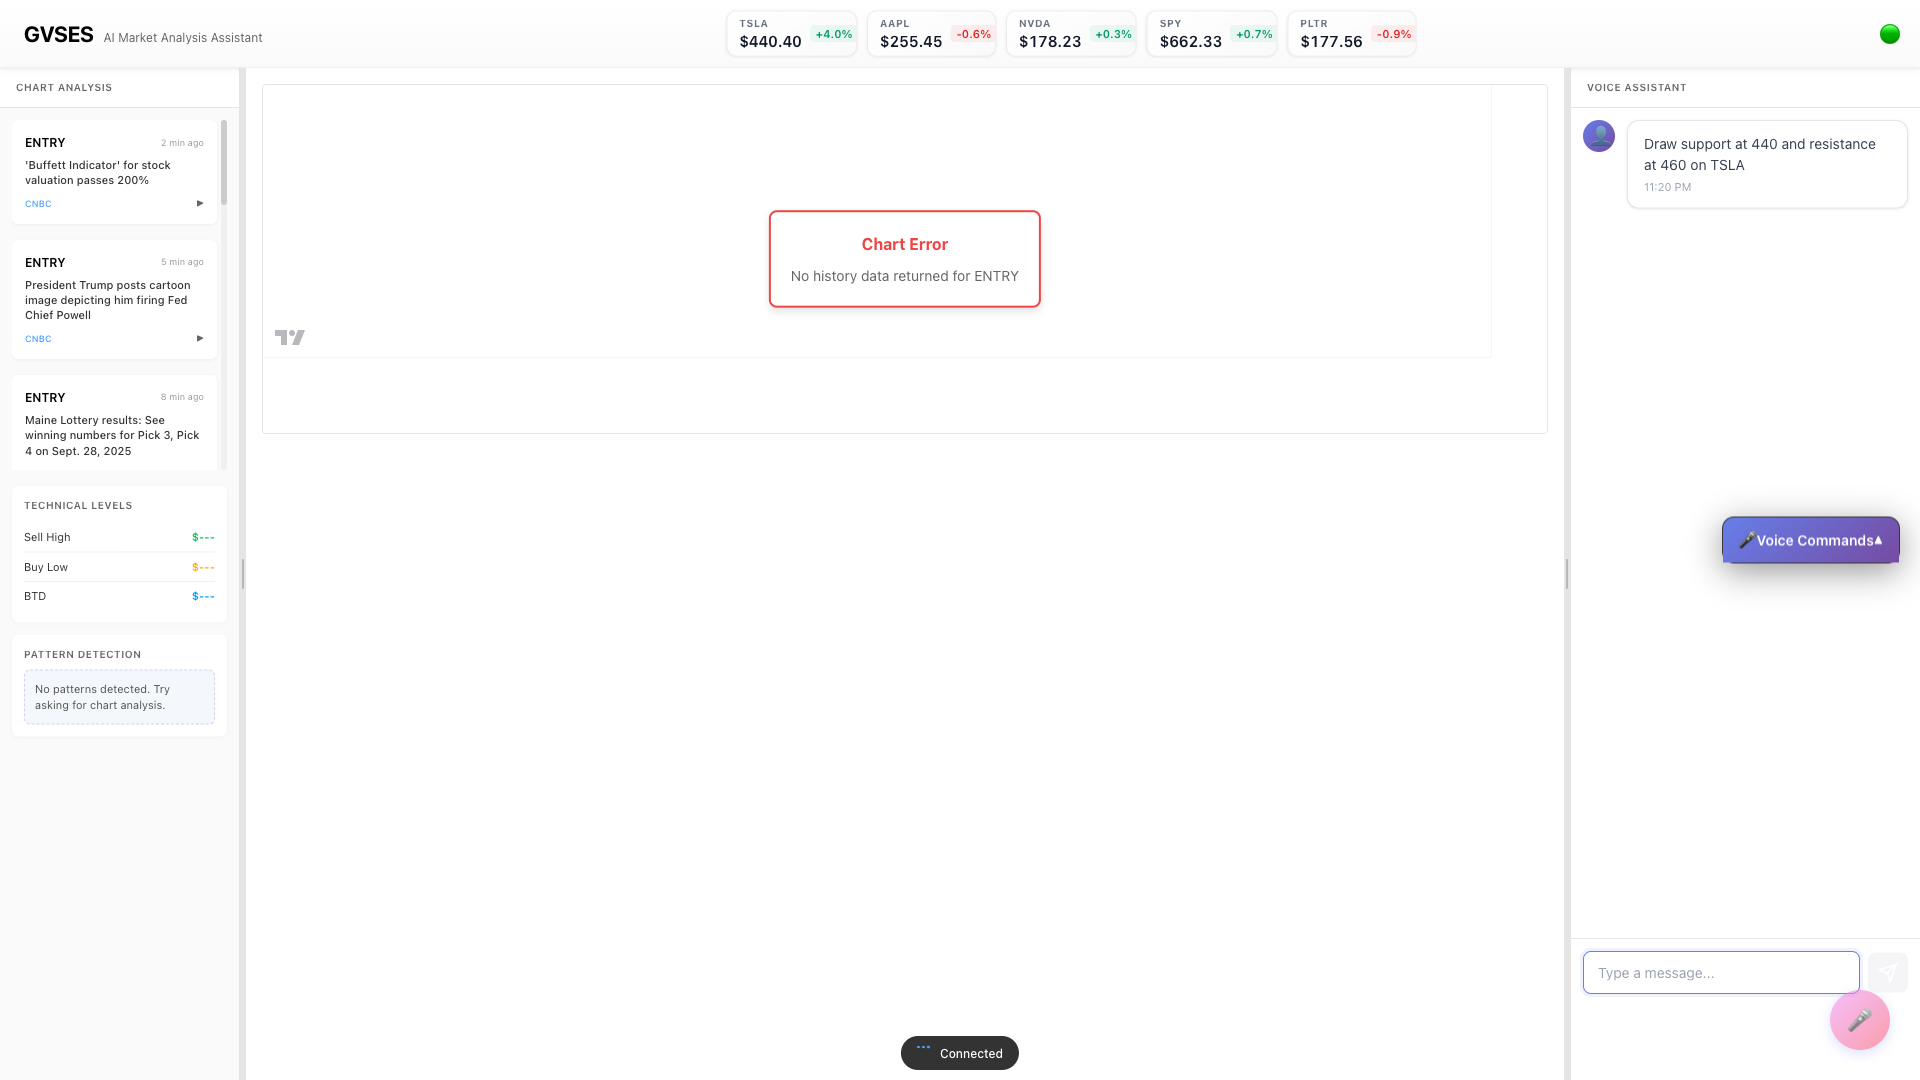 GVSES AI Market Analysis Assistant
TSLA
$440.40 +4.0%
AAPL
$255.45 -0.6%
NVDA
$178.23 +0.3%
SPY
$662.33 +0.7%
PLTR
$177.56 -0.9%
CHART ANALYSIS
ENTRY 2 min ago
'Buffett Indicator' for stock
valuation passes 200%
CNBC ▶
ENTRY 5 min ago
President Trump posts cartoon
image depicting him firing Fed
Chief Powell
CNBC ▶
ENTRY 8 min ago
Maine Lottery results: See
winning numbers for Pick 3, Pick
4 on Sept. 28, 2025
TECHNICAL LEVELS
Sell High $---
Buy Low $---
BTD $---
PATTERN DETECTION
No patterns detected. Try
asking for chart analysis.
Chart Error
No history data returned for ENTRY
VOICE ASSISTANT
Draw support at 440 and resistance
at 460 on TSLA
11:20 PM
Voice Commands▲
Type a message...
Connected